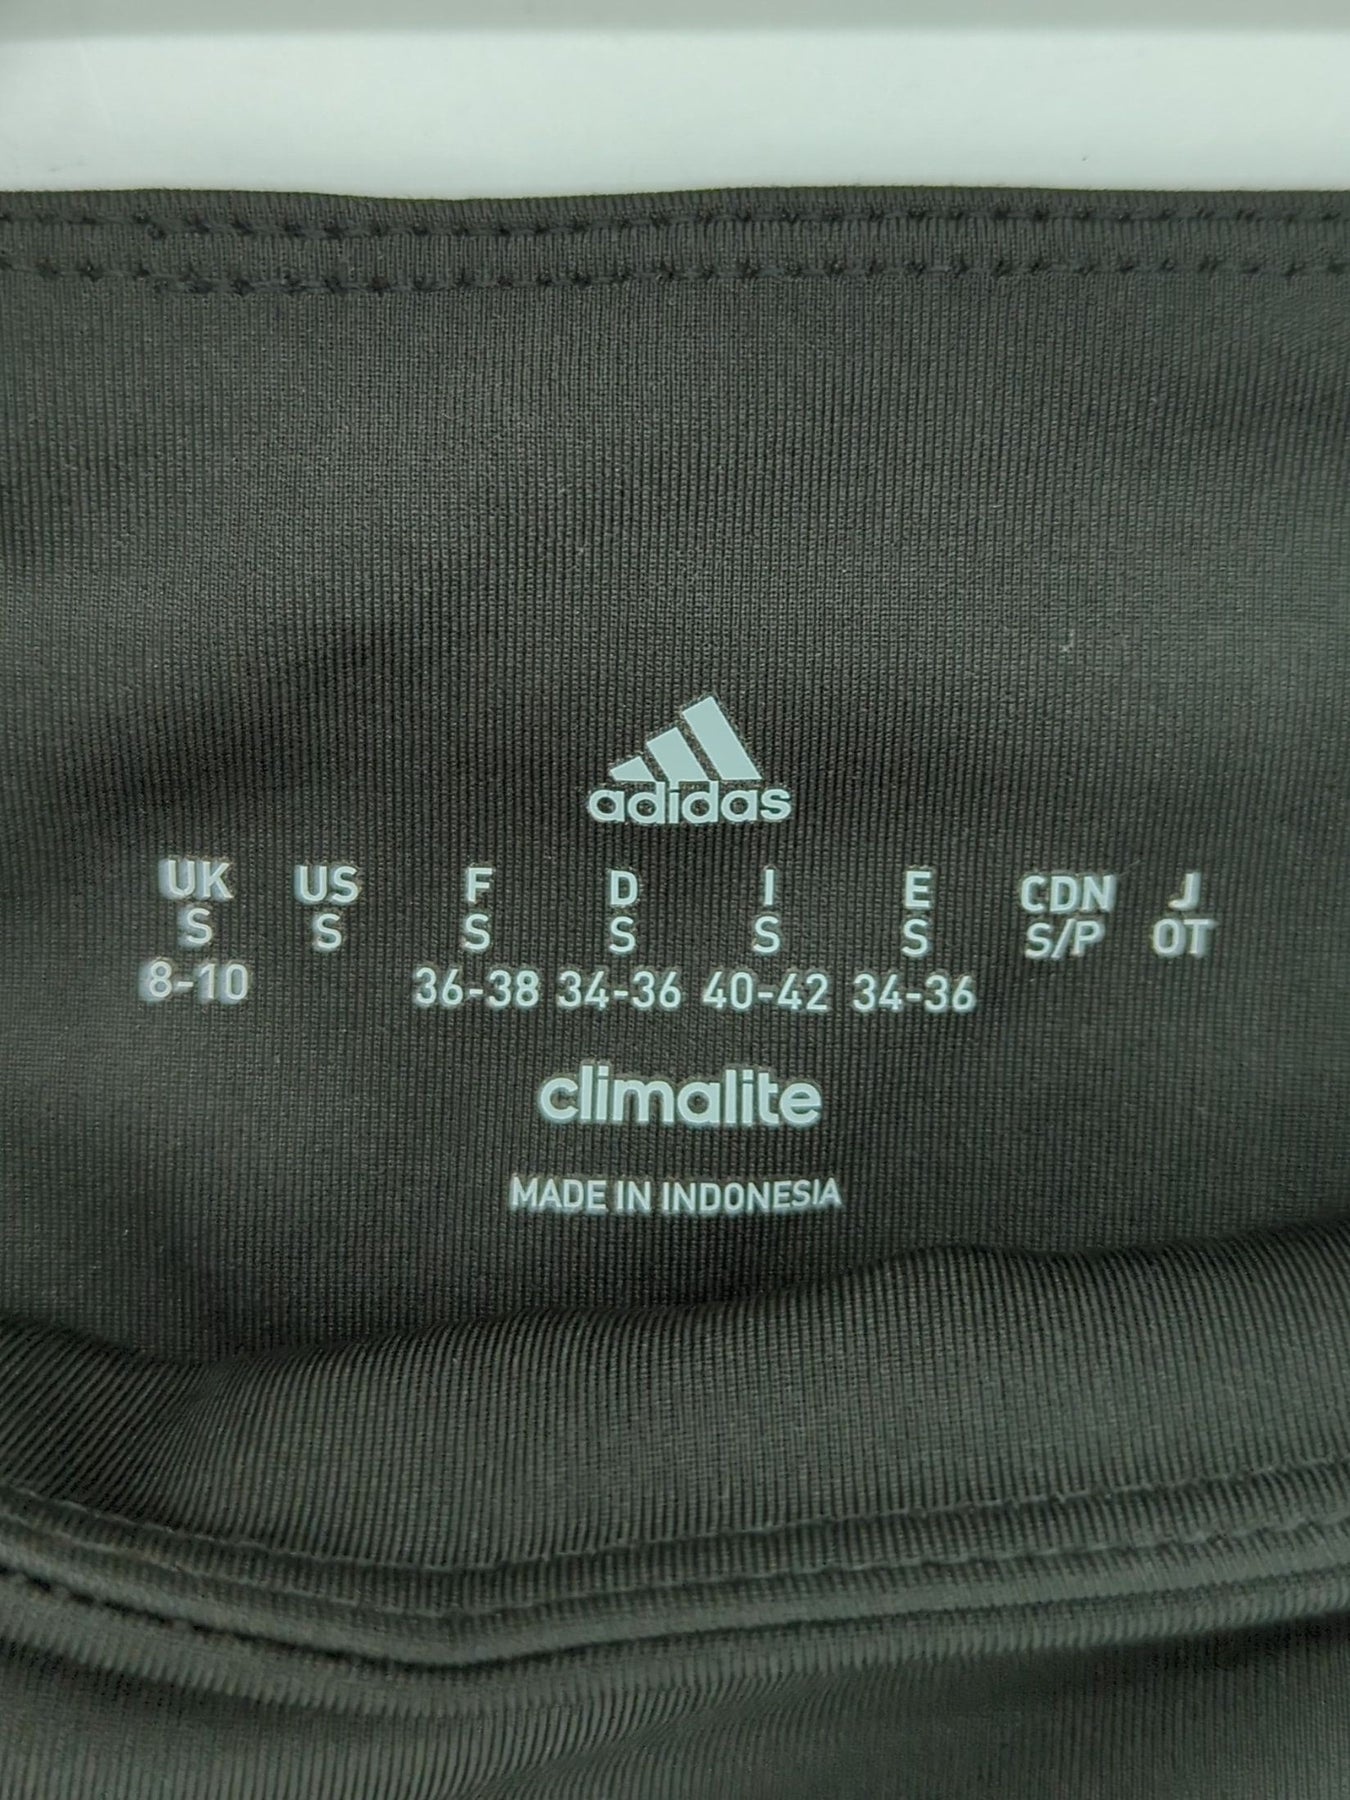 adidas
UK US F D I E CDN J
S S S S S S S/P OT
8-10 36-38 34-36 40-42 34-36
climalite
MADE IN INDONESIA